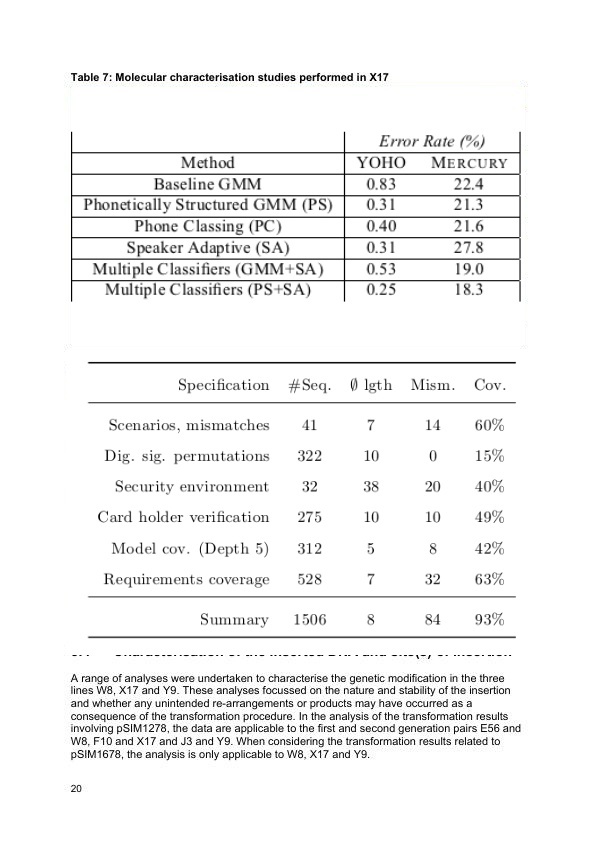 Table 7: Molecular characterisation studies performed in X17
Error Rate (%)
Method YOHO MERCURY
Baseline GMM 0.83 22.4
Phonetically Structured GMM (PS) 0.31 21.3
Phone Classing (PC) 0.40 21.6
Speaker Adaptive (SA) 0.31 27.8
Multiple Classifiers (GMM+SA) 0.53 19.0
Multiple Classifiers (PS+SA) 0.25 18.3
Specification #Seq. Ø lgth Mism. Cov.
Scenarios, mismatches 41 7 14 60%
Dig. sig. permutations 322 10 0 15%
Security environment 32 38 20 40%
Card holder verification 275 10 10 49%
Model cov. (Depth 5) 312 5 8 42%
Requirements coverage 528 7 32 63%
Summary 1506 8 84 93%
A range of analyses were undertaken to characterise the genetic modification in the three
lines W8, X17 and Y9. These analyses focussed on the nature and stability of the insertion
and whether any unintended re-arrangements or products may have occurred as a
consequence of the transformation procedure. In the analysis of the transformation results
involving pSIM1278, the data are applicable to the first and second generation pairs E56 and
W8, F10 and X17 and J3 and Y9. When considering the transformation results related to
pSIM1678, the analysis is only applicable to W8, X17 and Y9.
20